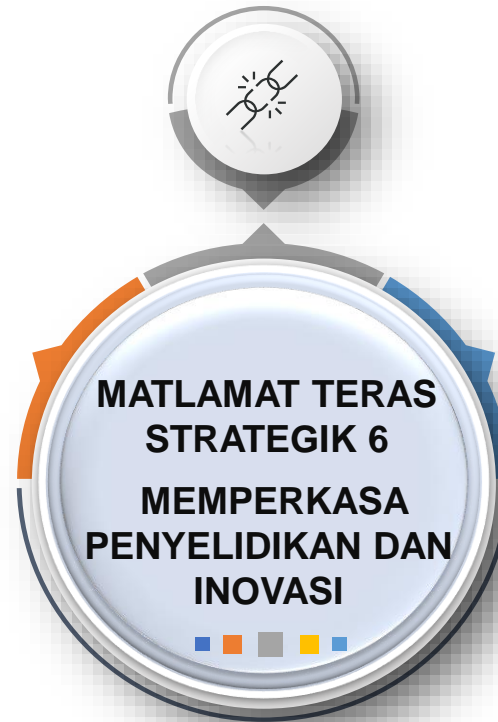 MATLAMAT TERAS
STRATEGIK 6
MEMPERKASA
PENYELIDIKAN DAN
INOVASI